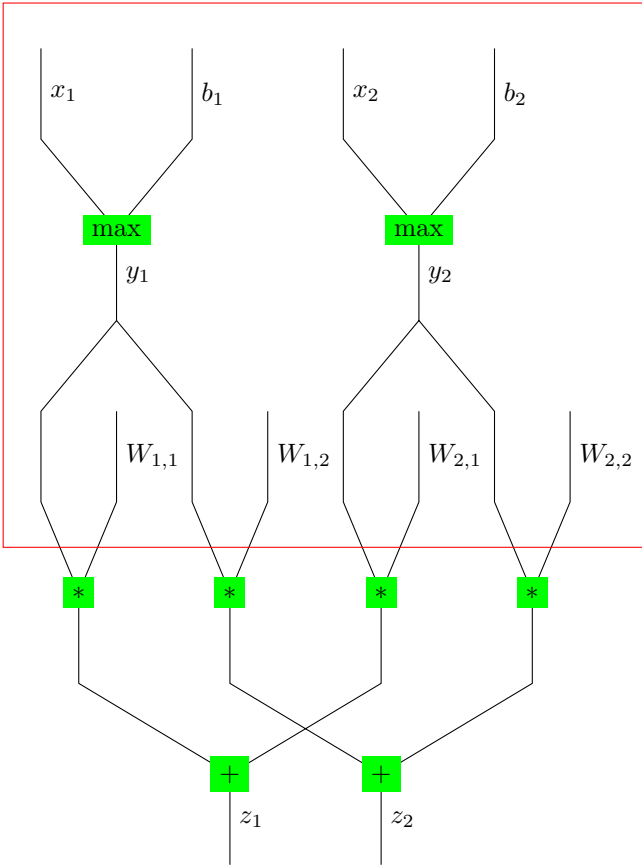 x₁ b₁ x₂ b₂
max max
y₁ y₂
W₁,₁ W₁,₂ W₂,₁ W₂,₂
* * * *
+ +
z₁ z₂